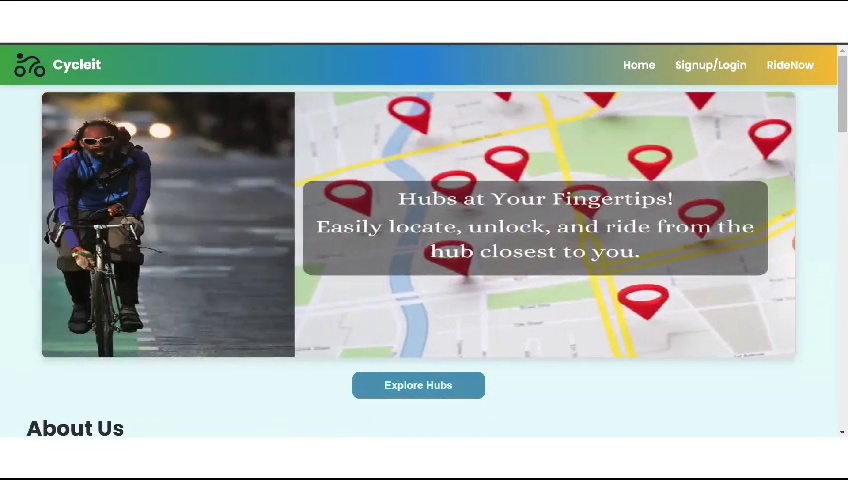 Cycleit
Home
Signup/Login
RideNow
Hubs at Your Fingertips!
Easily locate, unlock, and ride from the
hub closest to you.
Explore Hubs
About Us